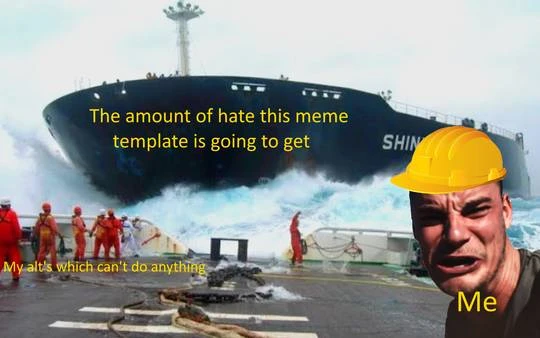 The amount of hate this meme
template is going to get
SHIN
My alt's which can't do anything
Me